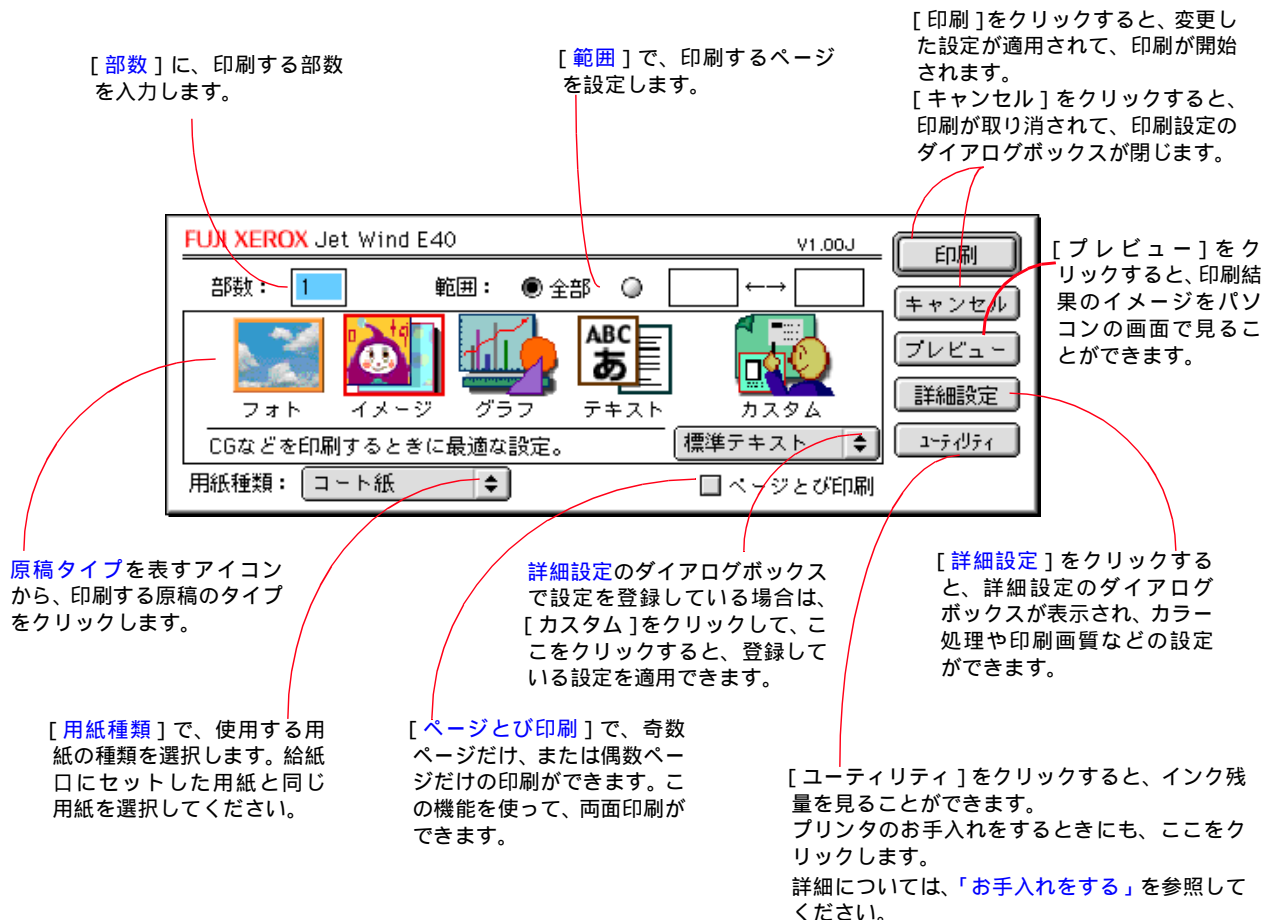 [ 印刷 ]をクリックすると、変更し
た設定が適用されて、印刷が開始
されます。
[ キャンセル ] をクリックすると、
印刷が取り消されて、印刷設定の
ダイアログボックスが閉じます。
[ 部数 ] に、印刷する部数
を入力します。
[ 範囲 ] で、印刷するページ
を設定します。
FUJI XEROX Jet Wind E40
V1.00J
印刷
部数： 1
範囲： 全部 ←→
キャンセル
プレビュー
詳細設定
ユーティリティ
ABC
あ
フォト イメージ グラフ テキスト カスタム
CGなどを印刷するときに最適な設定。
標準テキスト
用紙種類： コート紙
ページとび印刷
[ プレビュー ] をク
リックすると、印刷結
果のイメージをパソ
コンの画面で見るこ
とができます。
原稿タイプを表すアイコン
から、印刷する原稿のタイプ
をクリックします。
詳細設定のダイアログボックス
で設定を登録している場合は、
[ カスタム ]をクリックして、こ
こをクリックすると、登録して
いる設定を適用できます。
[ 詳細設定 ] をクリックする
と、詳細設定のダイアログ
ボックスが表示され、カラー
処理や印刷画質などの設定
ができます。
[ 用紙種類 ] で、使用する用
紙の種類を選択します。給紙
口にセットした用紙と同じ
用紙を選択してください。
[ ページとび印刷 ] で、奇数
ページだけ、または偶数ペー
ジだけの印刷ができます。こ
の機能を使って、両面印刷が
できます。
[ ユーティリティ ] をクリックすると、インク残
量を見ることができます。
プリンタのお手入れをするときにも、ここをク
リックします。
詳細については、「お手入れをする」を参照して
ください。